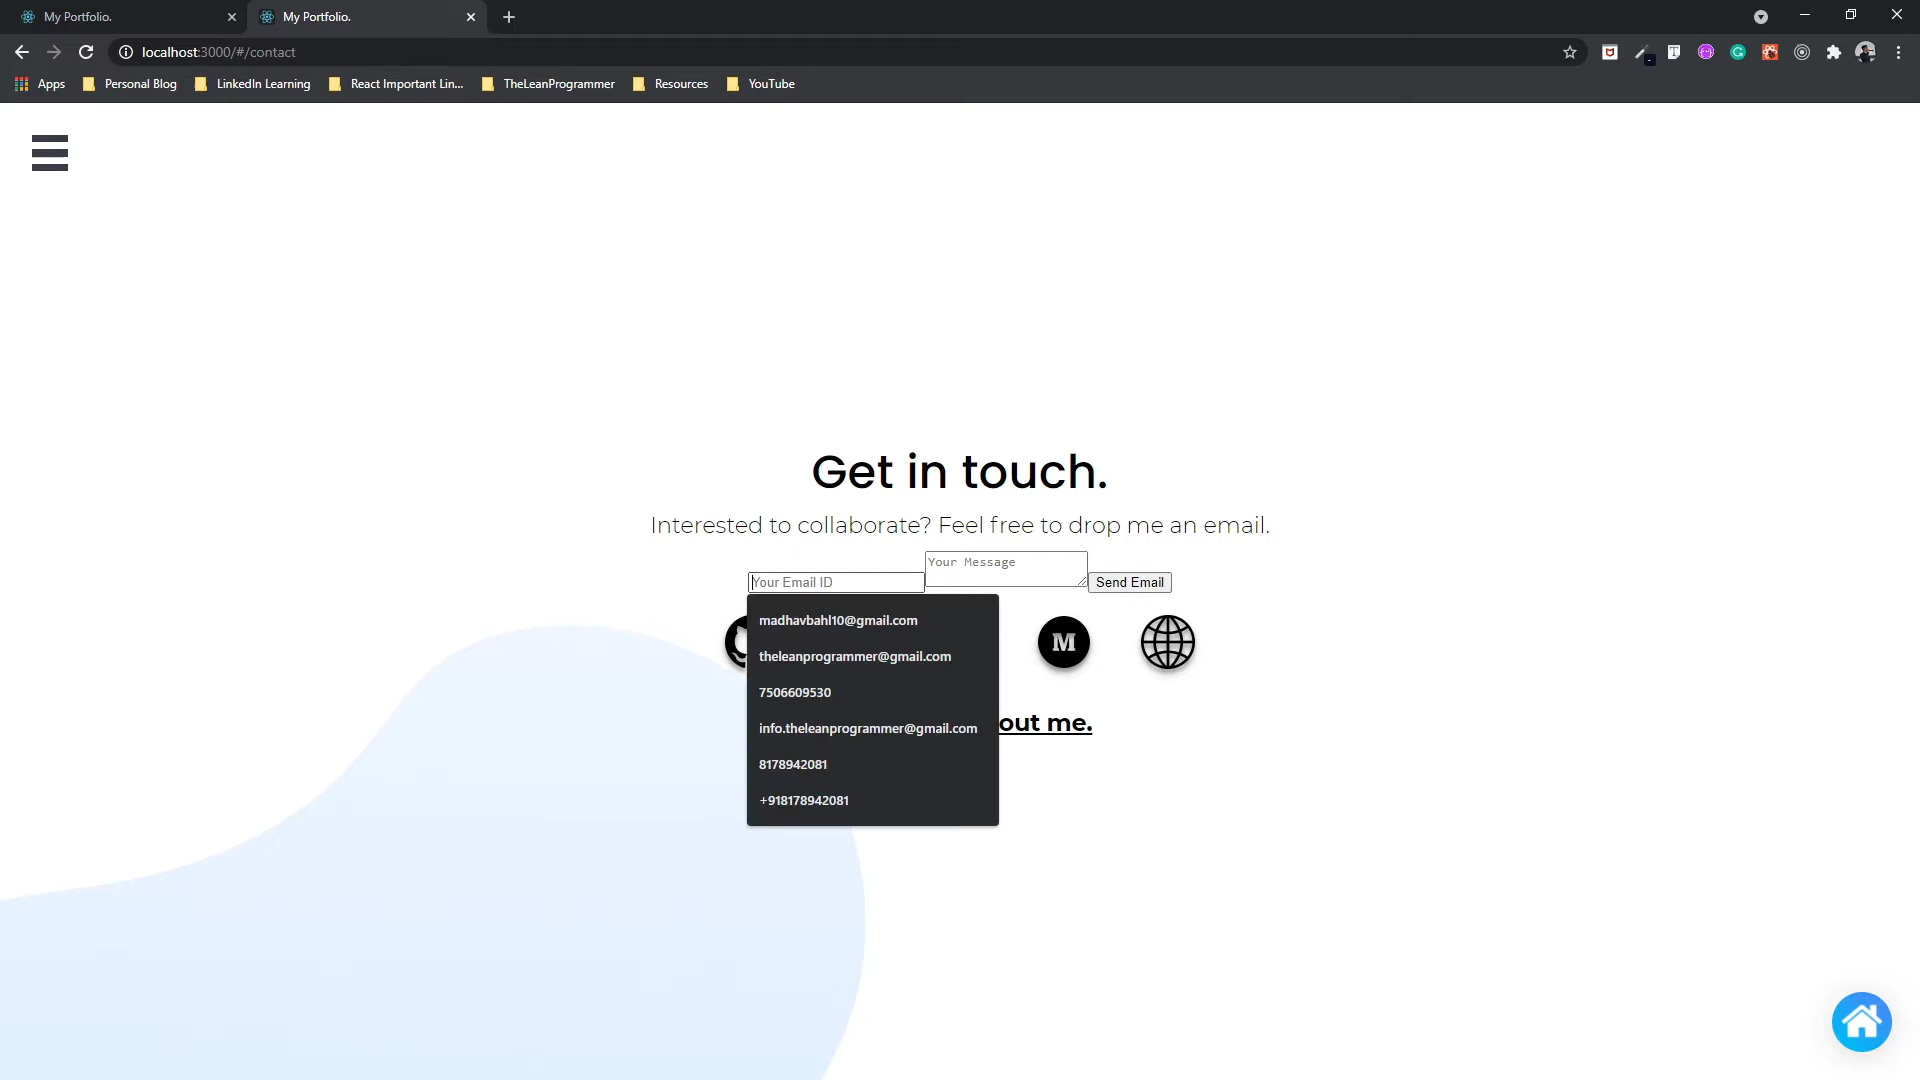 My Portfolio.
My Portfolio.
localhost:3000/#/contact
Apps
Personal Blog
LinkedIn Learning
React Important Lin...
TheLeanProgrammer
Resources
YouTube
Get in touch.
Interested to collaborate? Feel free to drop me an email.
Your Email ID
Your Message
Send Email
madhavbahl10@gmail.com
theleanprogrammer@gmail.com
7506609530
info.theleanprogrammer@gmail.com
8178942081
+918178942081
M
out me.